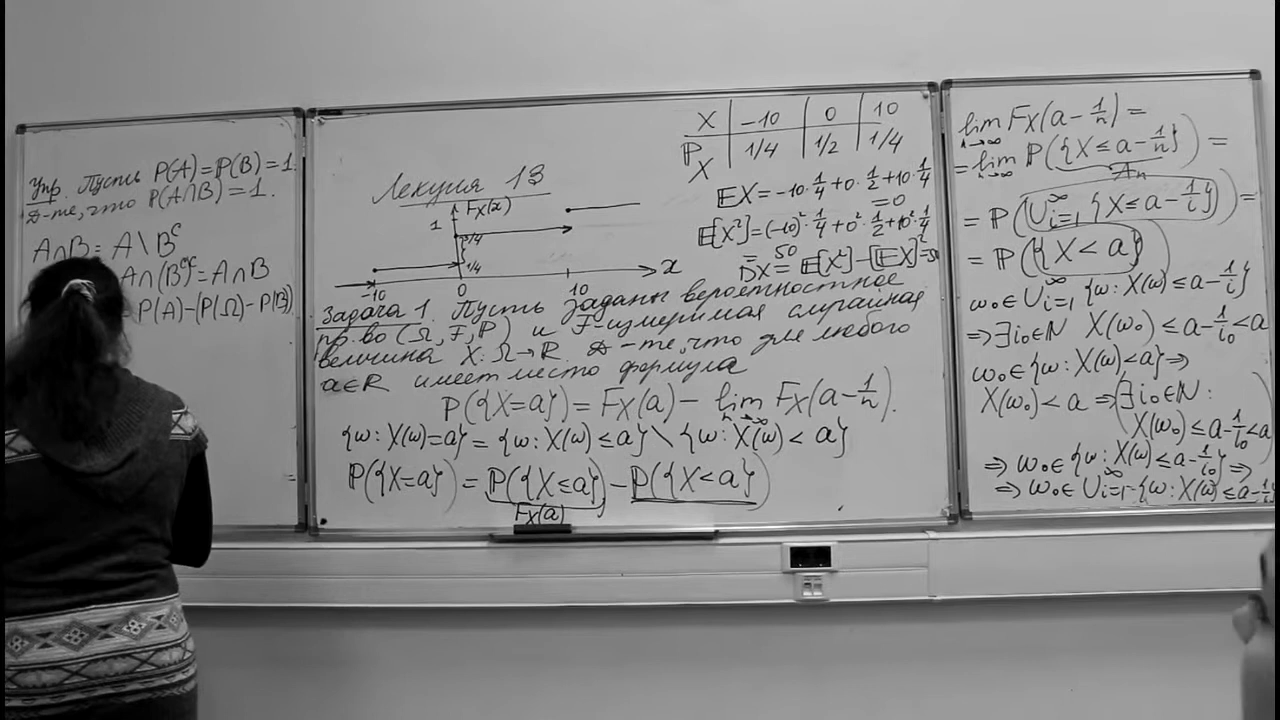 Упр. Пусть P(A)=P(B)=1.
Д-те, что P(A∩B)=1.
A∩B = A \ B^c
A∩(B^c)^c = A∩B
P(A)-(P(Ω)-P(B))
Лекция 13
F_X(x)
1
3/4
1/4
-10 0 10 x
X | -10 | 0 | 10
P_X | 1/4 | 1/2 | 1/4
EX = -10·1/4+0·1/2+10·1/4
=0
E[X²]=(-10)²·1/4+0²·1/2+10²·1/4
= 50
DX = E[X²]-[EX]²=50
Задача 1. Пусть заданы вероятностное
пр-во (Ω, F, P) и F-измеримая случайная
величина X: Ω→R. Д-те, что для любого
a∈R имеет место формула
P({X=a}) = F_X(a) - lim_{n→∞} F_X(a-1/n).
{ω: X(ω)=a} = {ω: X(ω)≤a} \ {ω: X(ω)<a}
P({X=a}) = P({X≤a}) - P({X<a})
F_X(a)
lim_{n→∞} F_X(a-1/n) =
= lim_{n→∞} P({X≤a-1/n}) =
A_n
= P(∪_{i=1}^∞ {X≤a-1/i}) =
= P({X<a})
ω₀∈∪_{i=1}^∞ {ω: X(ω)≤a-1/i}
⇒∃i₀∈N X(ω₀)≤a-1/i₀<a
ω₀∈{ω: X(ω)<a}⇒
X(ω₀)<a ⇒(∃i₀∈N:
X(ω₀)≤a-1/i₀<a)
⇒ ω₀∈{ω: X(ω)≤a-1/i₀}⇒
⇒ ω₀∈∪_{i=1}^∞{ω: X(ω)≤a-1/i}